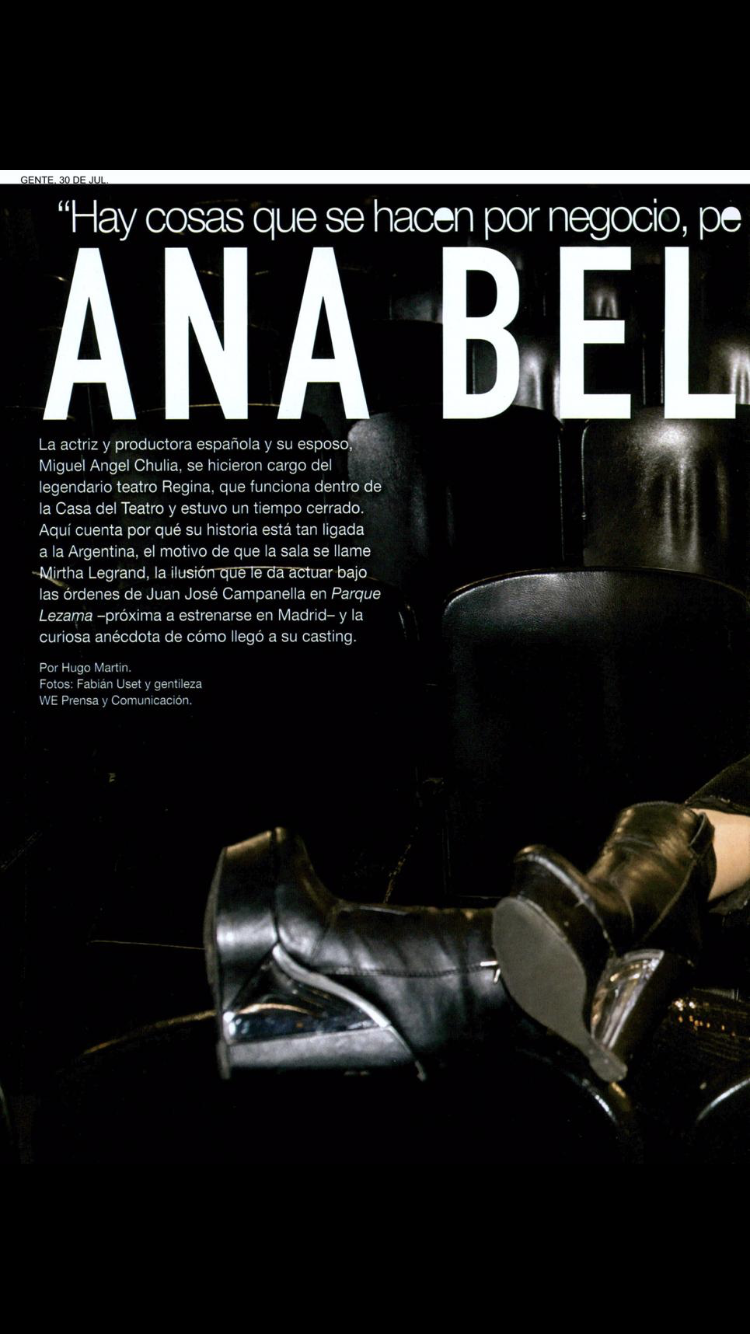 GENTE. 30 DE JUL.
“Hay cosas que se hacen por negocio, pe
ANA BEL
La actriz y productora española y su esposo,
Miguel Angel Chulia, se hicieron cargo del
legendario teatro Regina, que funciona dentro de
la Casa del Teatro y estuvo un tiempo cerrado.
Aquí cuenta por qué su historia está tan ligada
a la Argentina, el motivo de que la sala se llame
Mirtha Legrand, la ilusión que le da actuar bajo
las órdenes de Juan José Campanella en Parque
Lezama –próxima a estrenarse en Madrid– y la
curiosa anécdota de cómo llegó a su casting.
Por Hugo Martin.
Fotos: Fabián Uset y gentileza
WE Prensa y Comunicación.